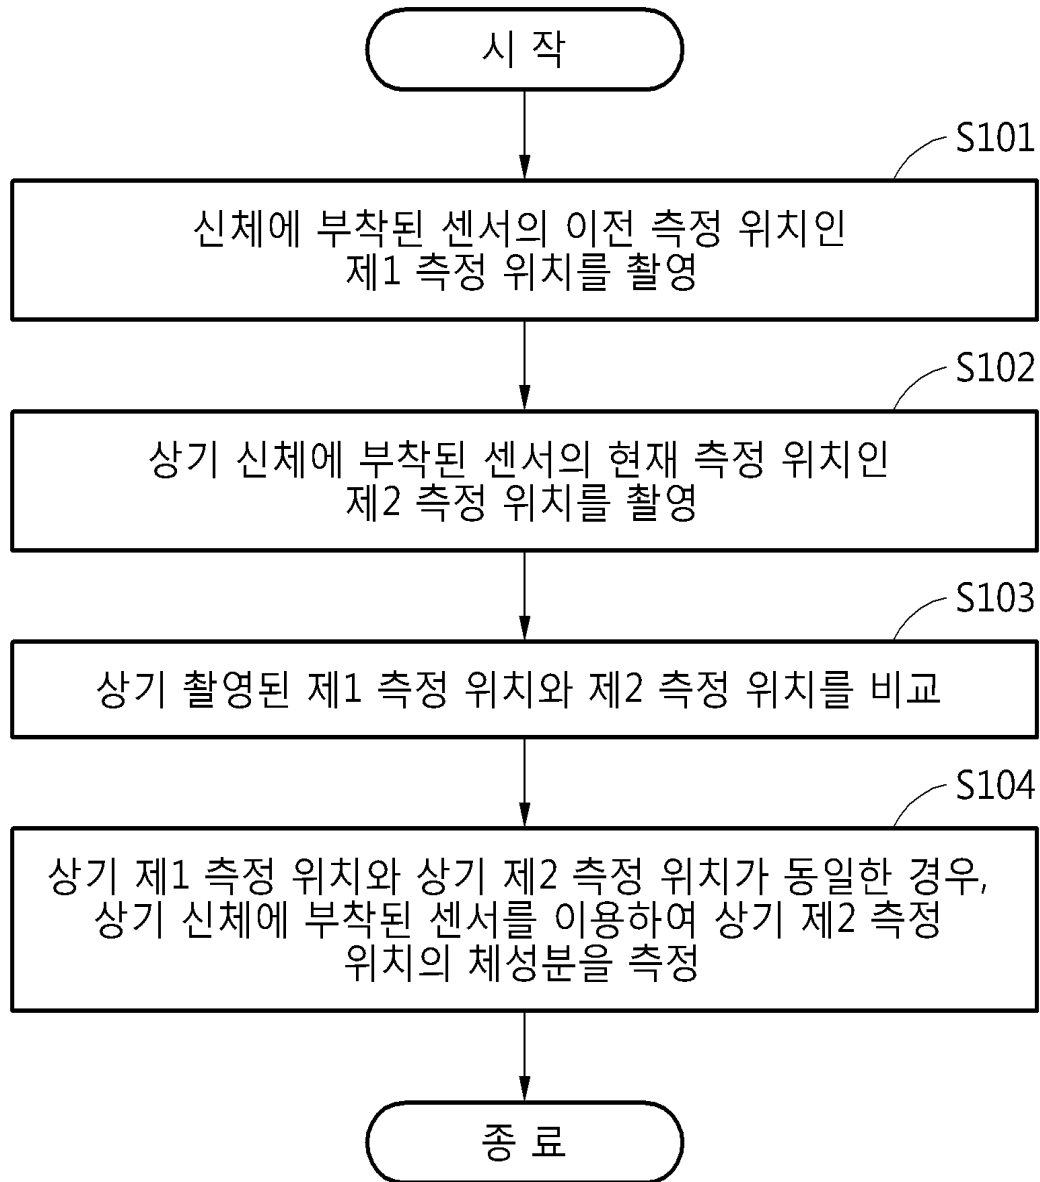 시 작
S101
신체에 부착된 센서의 이전 측정 위치인
제1 측정 위치를 촬영
S102
상기 신체에 부착된 센서의 현재 측정 위치인
제2 측정 위치를 촬영
S103
상기 촬영된 제1 측정 위치와 제2 측정 위치를 비교
S104
상기 제1 측정 위치와 상기 제2 측정 위치가 동일한 경우,
상기 신체에 부착된 센서를 이용하여 상기 제2 측정
위치의 체성분을 측정
종 료